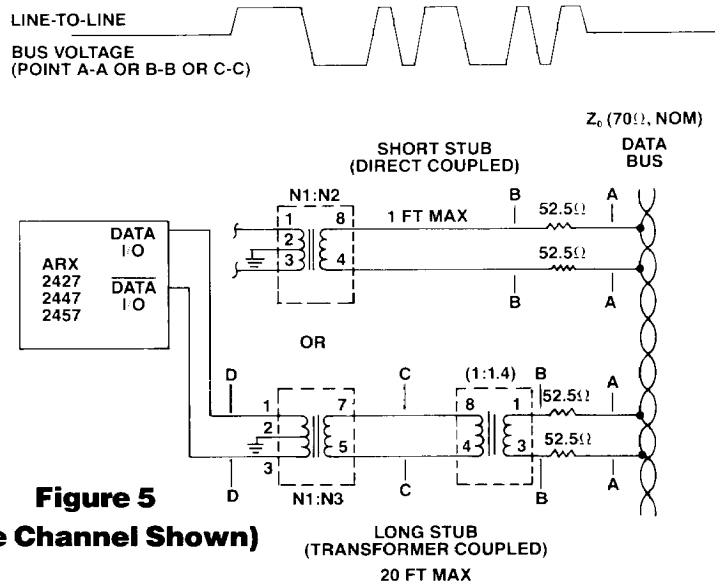 LINE-TO-LINE
BUS VOLTAGE
(POINT A-A OR B-B OR C-C)
Z₀ (70Ω, NOM)
DATA
BUS
SHORT STUB
(DIRECT COUPLED)
N1:N2
1 8
2
3 4
1 FT MAX
B
A
52.5Ω
52.5Ω
B
A
ARX
2427
2447
2457
DATA
I/O
DATA
I/O
OR
D
C
(1:1.4)
B
A
1 7
2
3 5
8 1
4 3
52.5Ω
52.5Ω
D
N1:N3
C
B
A
Figure 5
e Channel Shown)
LONG STUB
(TRANSFORMER COUPLED)
20 FT MAX